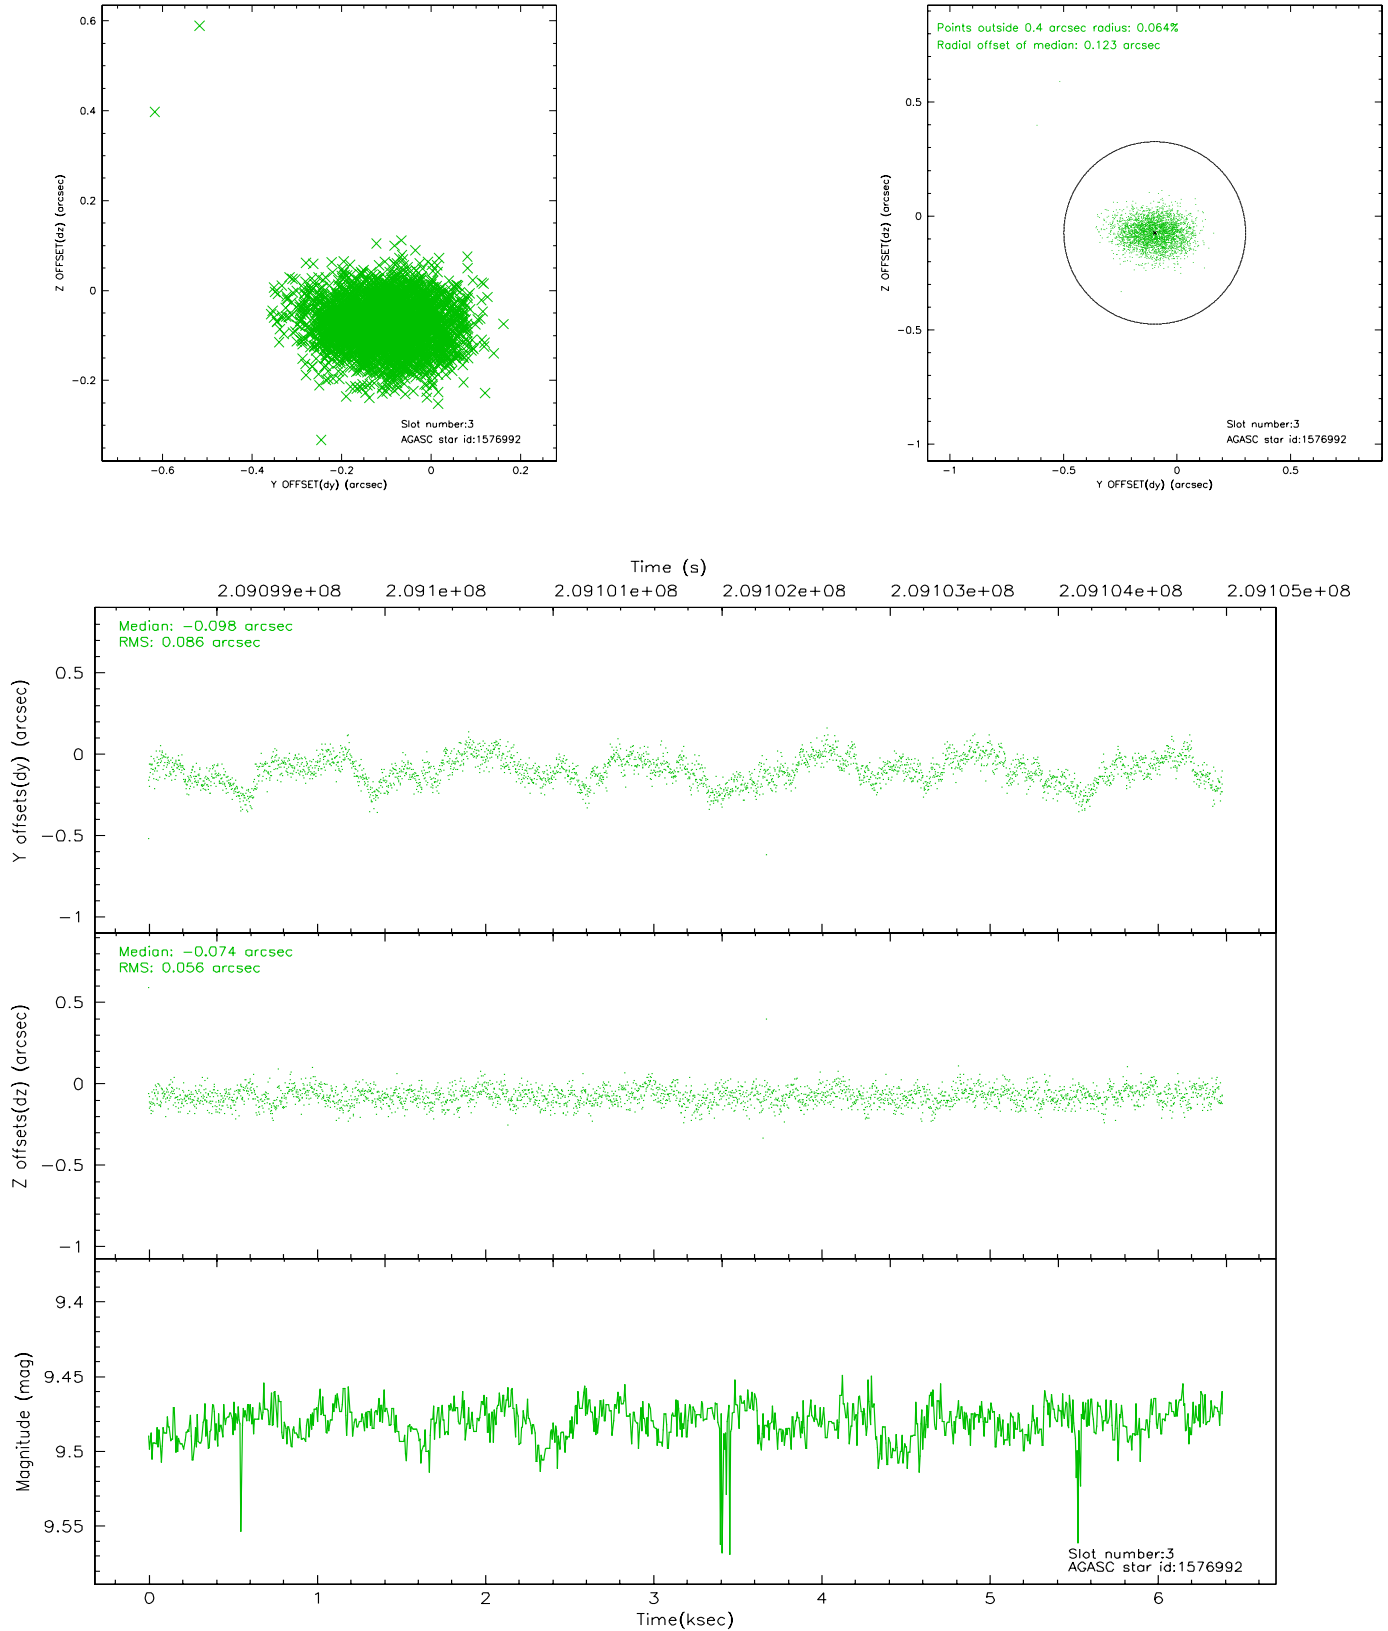 0.6
0.4
0.2
0
−0.2
Z OFFSET(dz) (arcsec)
Slot number:3
AGASC star id:1576992
−0.6
−0.4
−0.2
0
0.2
Y OFFSET(dy) (arcsec)
Points outside 0.4 arcsec radius: 0.064%
Radial offset of median: 0.123 arcsec
0.5
0
−0.5
−1
Z OFFSET(dz) (arcsec)
Slot number:3
AGASC star id:1576992
−1
−0.5
0
0.5
Y OFFSET(dy) (arcsec)
Time (s)
2.09099e+08
2.091e+08
2.09101e+08
2.09102e+08
2.09103e+08
2.09104e+08
2.09105e+08
Median: −0.098 arcsec
RMS: 0.086 arcsec
0.5
0
−0.5
−1
Y offsets(dy) (arcsec)
Median: −0.074 arcsec
RMS: 0.056 arcsec
0.5
0
−0.5
−1
Z offsets(dz) (arcsec)
9.4
9.45
9.5
9.55
Magnitude (mag)
Slot number:3
AGASC star id:1576992
0
1
2
3
4
5
6
Time(ksec)